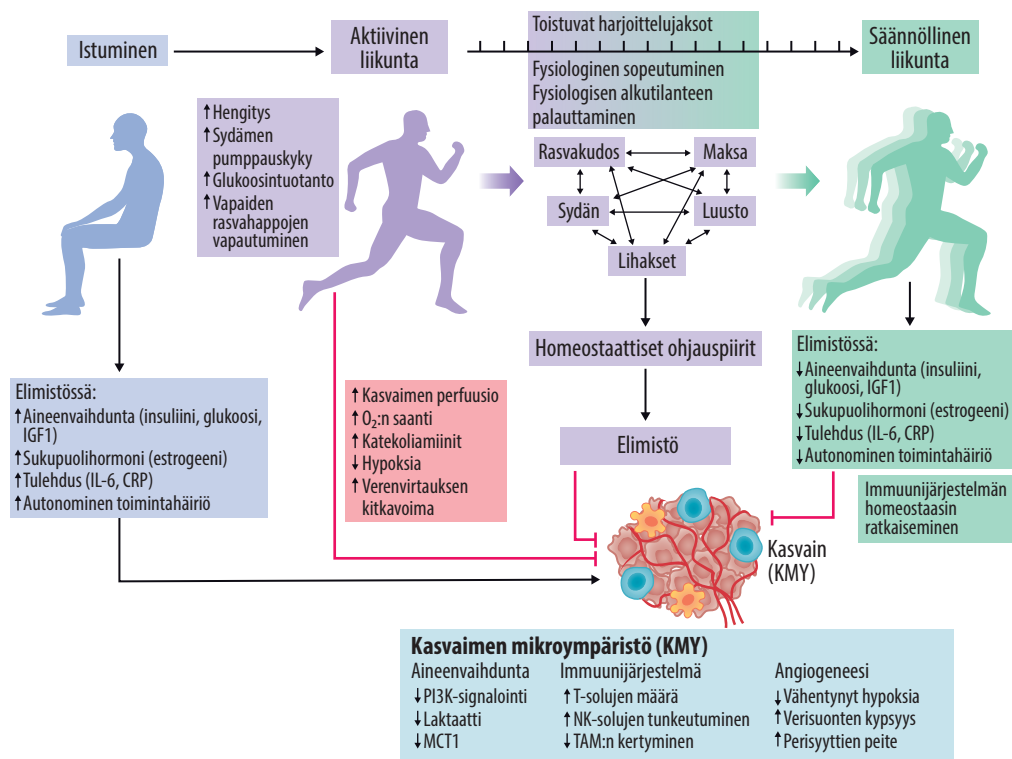 Istuminen
Aktiivinen
liikunta
Toistuvat harjoittelujaksot
Fysiologinen sopeutuminen
Fysiologisen alkutilanteen
palauttaminen
Säännöllinen
liikunta
↑ Hengitys
↑ Sydämen
pumppauskyky
↑ Glukoosintuotanto
↑ Vapaiden
rasvahappojen
vapautuminen
Rasvakudos
Maksa
Sydän
Luusto
Lihakset
Homeostaattiset ohjauspiirit
Elimistö
Elimistössä:
↑ Aineenvaihdunta (insuliini, glukoosi,
IGF1)
↑ Sukupuolihormoni (estrogeeni)
↑ Tulehdus (IL-6, CRP)
↑ Autonominen toimintahäiriö
↑ Kasvaimen perfuusio
↑ O₂:n saanti
↑ Katekoliamiinit
↓ Hypoksia
↑ Verenvirtauksen
kitkavoima
Elimistössä:
↓ Aineenvaihdunta (insuliini,
glukoosi, IGF1)
↓ Sukupuolihormoni (estrogeeni)
↓ Tulehdus (IL-6, CRP)
↓ Autonominen toimintahäiriö
Immuunijärjestelmän
homeostaasin
ratkaiseminen
Kasvain
(KMY)
Kasvaimen mikroympäristö (KMY)
Aineenvaihdunta
↓ PI3K-signalointi
↓ Laktaatti
↓ MCT1
Immuunijärjestelmä
↑ T-solujen määrä
↑ NK-solujen tunkeutuminen
↓ TAM:n kertyminen
Angiogeneesi
↓ Vähentynyt hypoksia
↑ Verisuonten kypsyys
↑ Perisyyttien peite